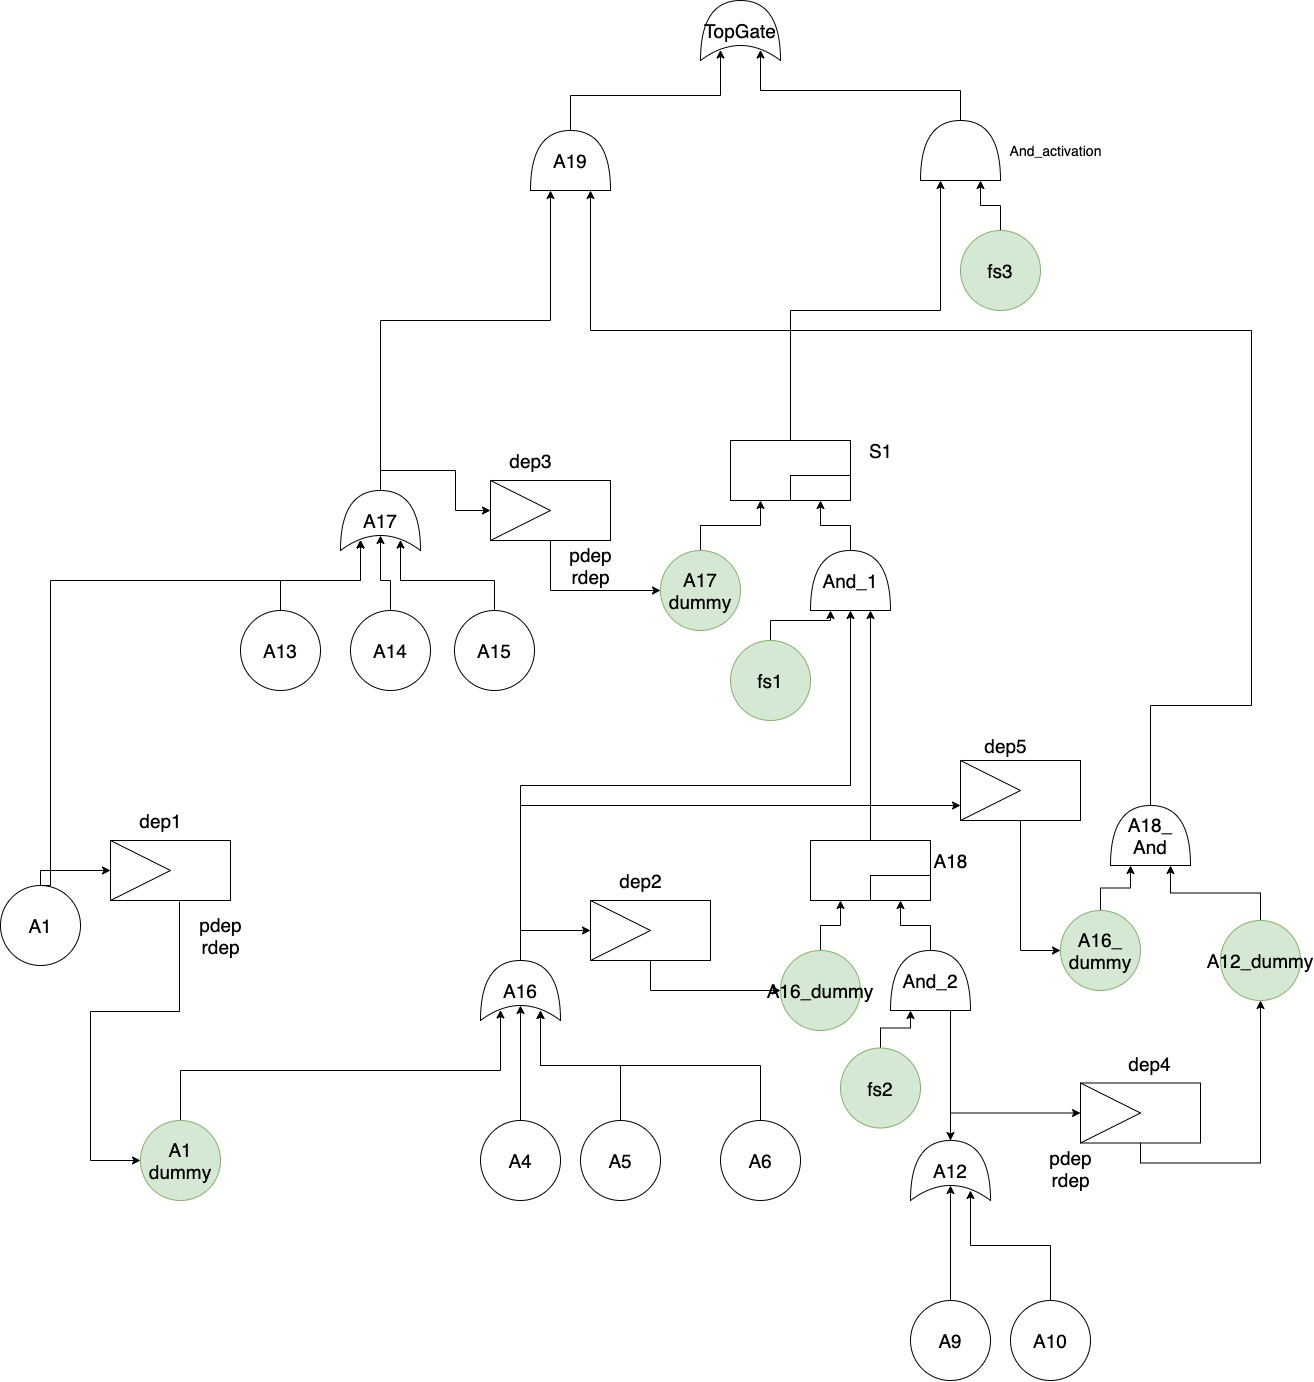 TopGate
A19
And_activation
fs3
S1
dep3
A17
pdep
rdep
A17
dummy
And_1
A13
A14
A15
fs1
dep5
dep1
A18_
And
A18
dep2
A1
pdep
rdep
A16_
dummy
A12_dummy
A16
A16_dummy
And_2
dep4
fs2
A1
dummy
A4
A5
A6
A12
pdep
rdep
A9
A10